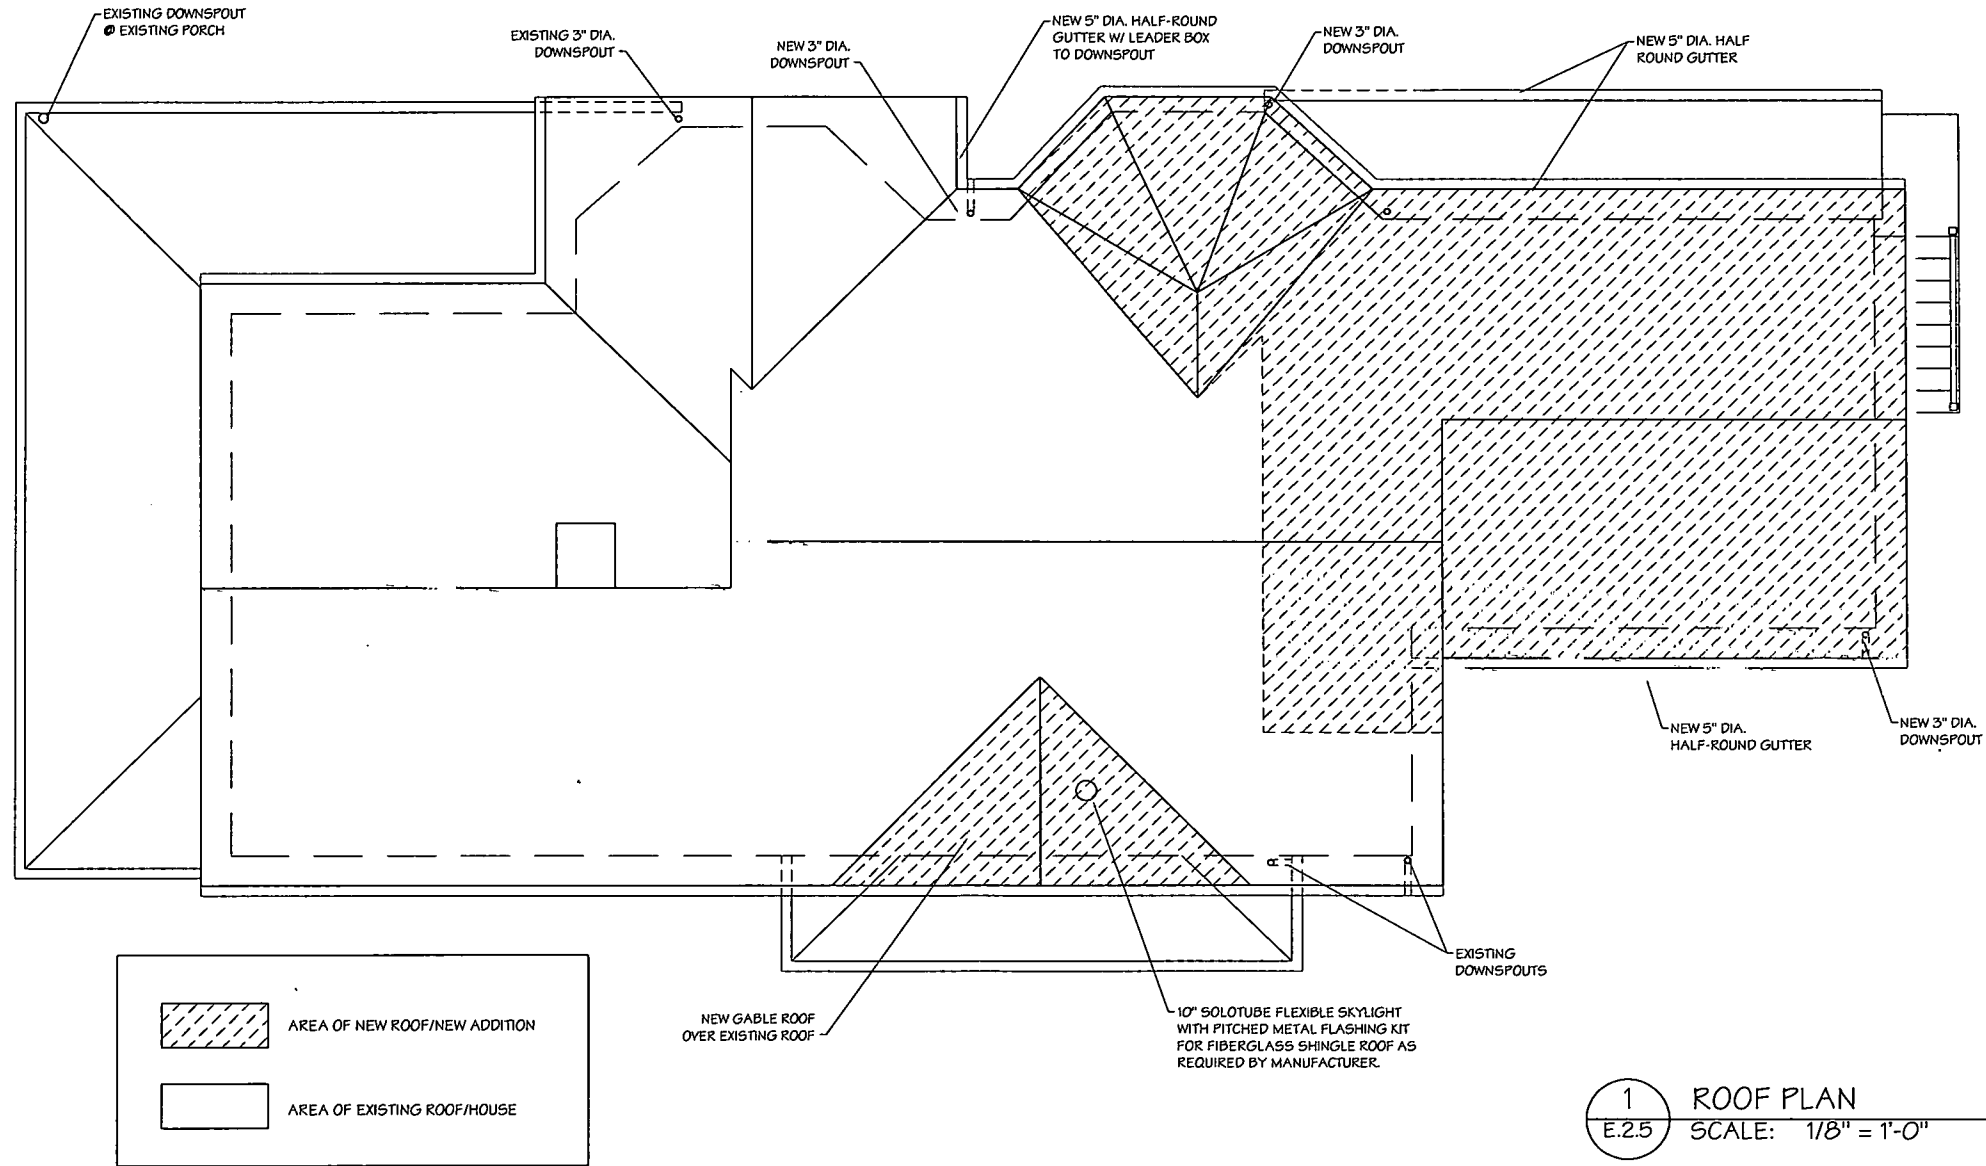 EXISTING DOWNSPOUT
@ EXISTING PORCH
EXISTING 3" DIA.
DOWNSPOUT
NEW 3" DIA.
DOWNSPOUT
NEW 5" DIA. HALF-ROUND
GUTTER W/ LEADER BOX
TO DOWNSPOUT
NEW 3" DIA.
DOWNSPOUT
NEW 5" DIA. HALF
ROUND GUTTER
NEW 5" DIA.
HALF-ROUND GUTTER
NEW 3" DIA.
DOWNSPOUT
EXISTING
DOWNSPOUTS
NEW GABLE ROOF
OVER EXISTING ROOF
10" SOLOTUBE FLEXIBLE SKYLIGHT
WITH PITCHED METAL FLASHING KIT
FOR FIBERGLASS SHINGLE ROOF AS
REQUIRED BY MANUFACTURER.
AREA OF NEW ROOF/NEW ADDITION
AREA OF EXISTING ROOF/HOUSE
1
E.2.5
ROOF PLAN
SCALE: 1/8" = 1'-0"